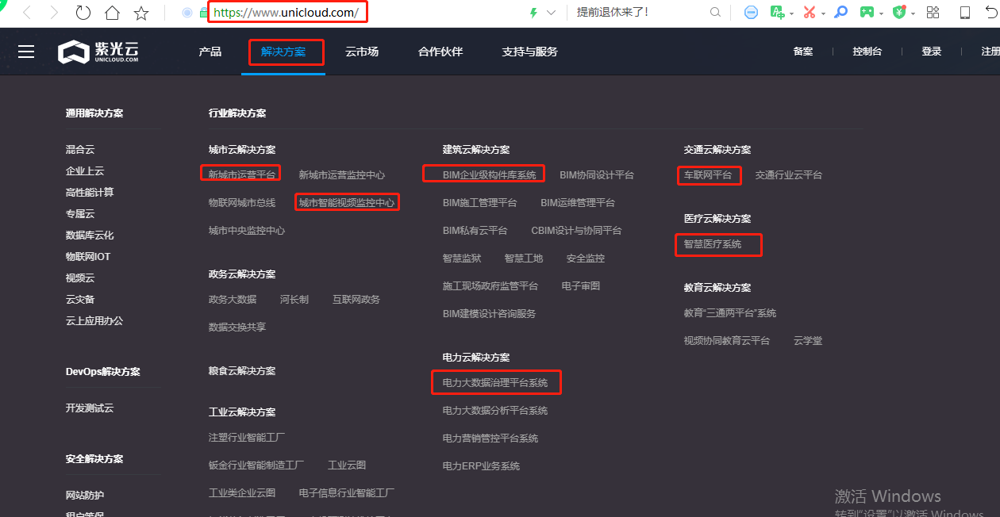 https://www.unicloud.com/
提前退休来了!
紫光云
UNICLOUD.COM
产品
解决方案
云市场
合作伙伴
支持与服务
备案
控制台
登录
注册
通用解决方案
混合云
企业上云
高性能计算
专属云
数据库云化
物联网IOT
视频云
云灾备
云上应用办公
DevOps解决方案
开发测试云
安全解决方案
网站防护
租户等保
行业解决方案
城市云解决方案
新城市运营平台 新城市运营监控中心
物联网城市总线 城市智能视频监控中心
城市中央监控中心
政务云解决方案
政务大数据 河长制 互联网政务
数据交换共享
粮食云解决方案
工业云解决方案
注塑行业智能工厂
钣金行业智能制造工厂 工业云图
工业类企业云图 电子信息行业智能工厂
建筑云解决方案
BIM企业级构件库系统 BIM协同设计平台
BIM施工管理平台 BIM运维管理平台
BIM私有云平台 CBIM设计与协同平台
智慧监狱 智慧工地 安全监控
施工现场政府监管平台 电子审图
BIM建模设计咨询服务
电力云解决方案
电力大数据治理平台系统
电力大数据分析平台系统
电力营销管控平台系统
电力ERP业务系统
交通云解决方案
车联网平台 交通行业云平台
医疗云解决方案
智慧医疗系统
教育云解决方案
教育“三通两平台”系统
视频协同教育云平台 云学堂
激活 Windows
转到“设置”以激活 Windows。